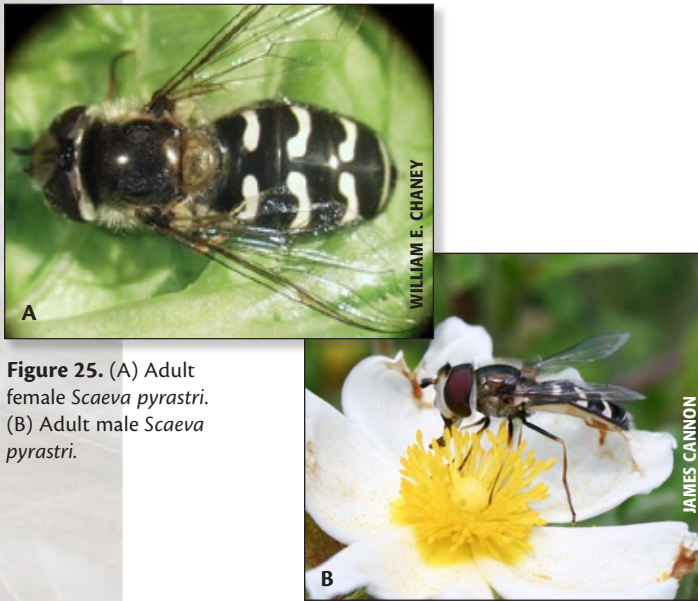 A
WILLIAM E. CHANEY
Figure 25. (A) Adult
female Scaeva pyrastri.
(B) Adult male Scaeva
pyrastri.
JAMES CANNON
B